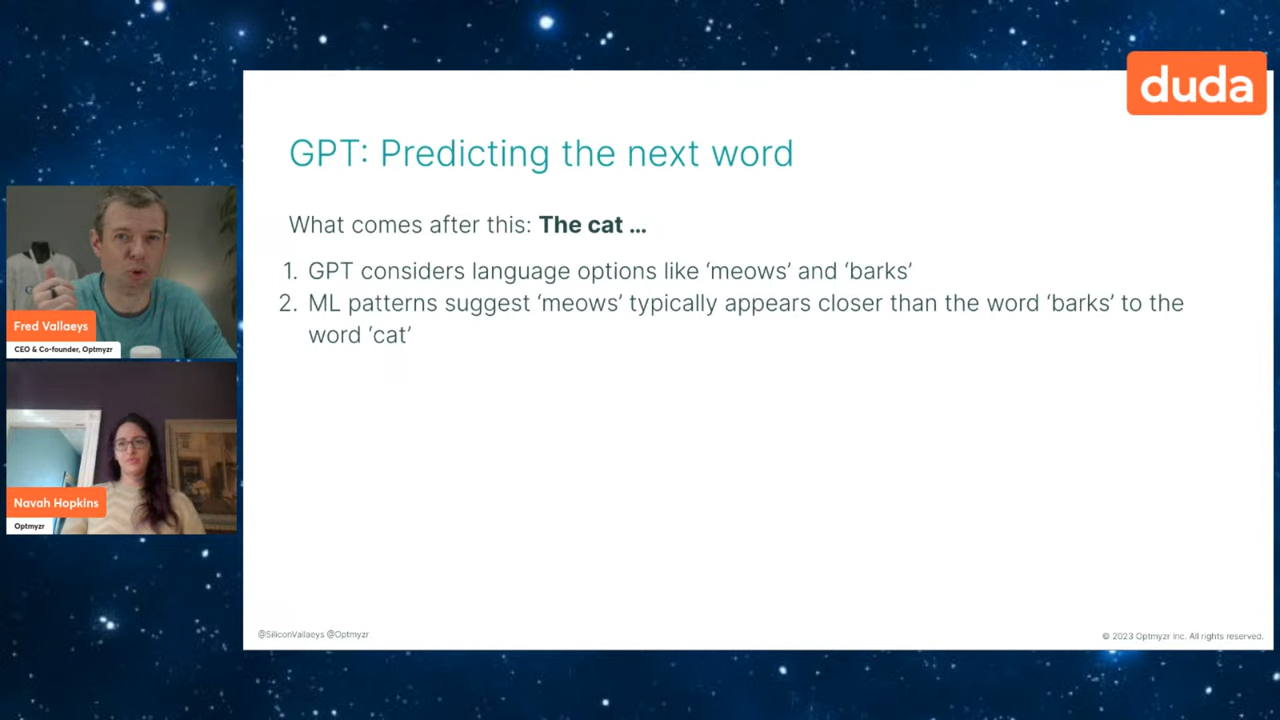 duda
GPT: Predicting the next word
What comes after this: The cat ...
1. GPT considers language options like ‘meows’ and ‘barks’
2. ML patterns suggest ‘meows’ typically appears closer than the word ‘barks’ to the
word ‘cat’
Fred Vallaeys
CEO & Co-founder, Optmyzr
Navah Hopkins
Optmyzr
@SiliconVallaeys @Optmyzr
© 2023 Optmyzr Inc. All rights reserved.